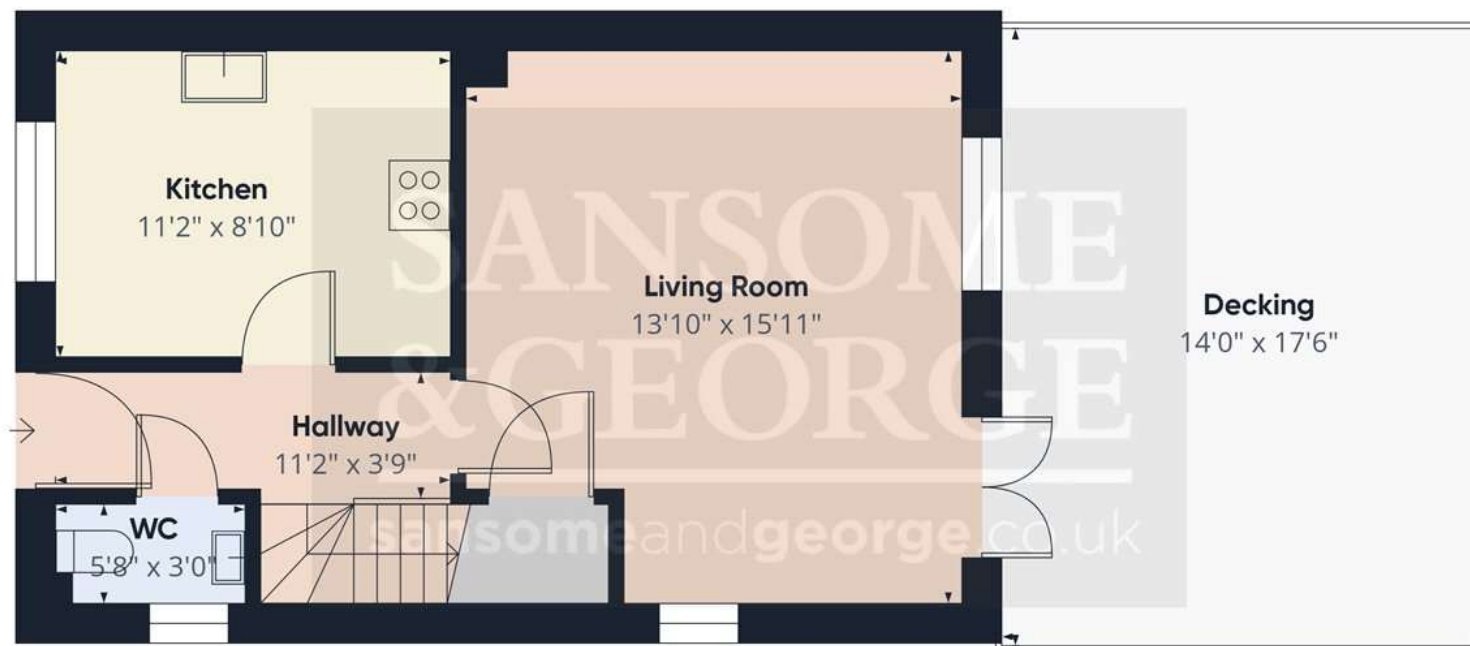 Kitchen
11'2" x 8'10"
Living Room
13'10" x 15'11"
Decking
14'0" x 17'6"
Hallway
11'2" x 3'9"
WC
5'8" x 3'0"
SANSOME
&GEORGE
sansomeandgeorge.co.uk